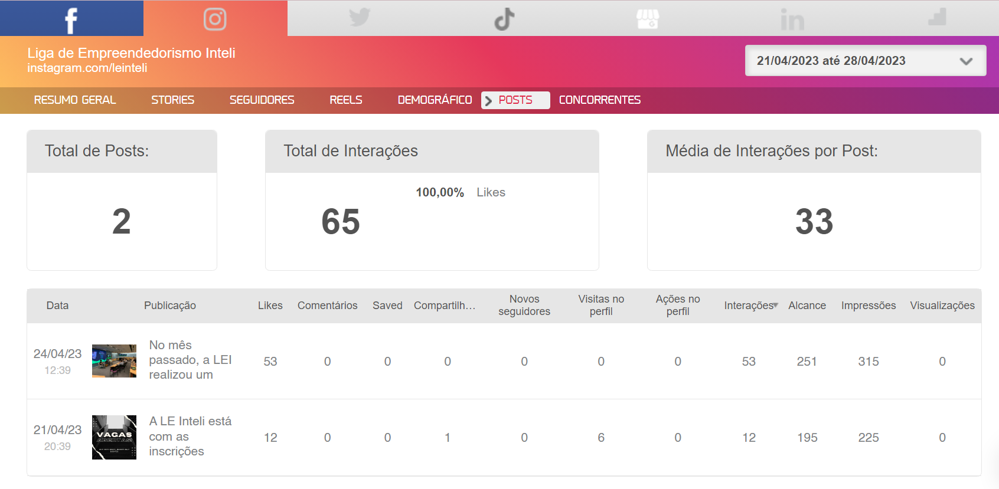 Liga de Empreendedorismo Inteli
instagram.com/leinteli
21/04/2023 até 28/04/2023
RESUMO GERAL STORIES SEGUIDORES REELS DEMOGRÁFICO POSTS CONCORRENTES
Total de Posts:
2
Total de Interações
100,00% Likes
65
Média de Interações por Post:
33
Data Publicação Likes Comentários Saved Compartilh... Novos seguidores Visitas no perfil Ações no perfil Interações Alcance Impressões Visualizações
24/04/23
12:39
No mês
passado, a LEI
realizou um
53 0 0 0 0 0 0 53 251 315 0
21/04/23
20:39
VAGAS
ABERTAS!
A LE Inteli está
com as
inscrições
12 0 0 1 0 6 0 12 195 225 0